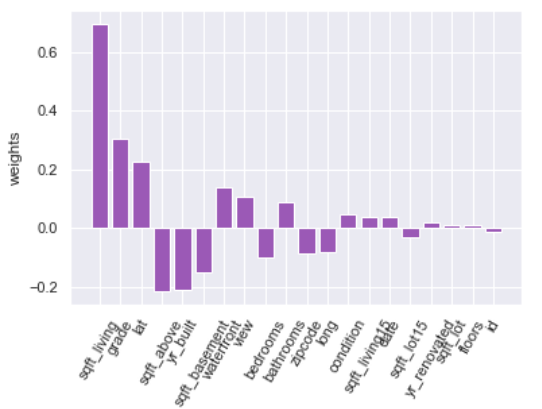 weights
0.6
0.4
0.2
0.0
−0.2
sqft_living
grade
lat
sqft_above
yr_built
sqft_basement
waterfront
view
bedrooms
bathrooms
zipcode
long
condition
sqft_living15
date
sqft_lot15
yr_renovated
sqft_lot
floors
id